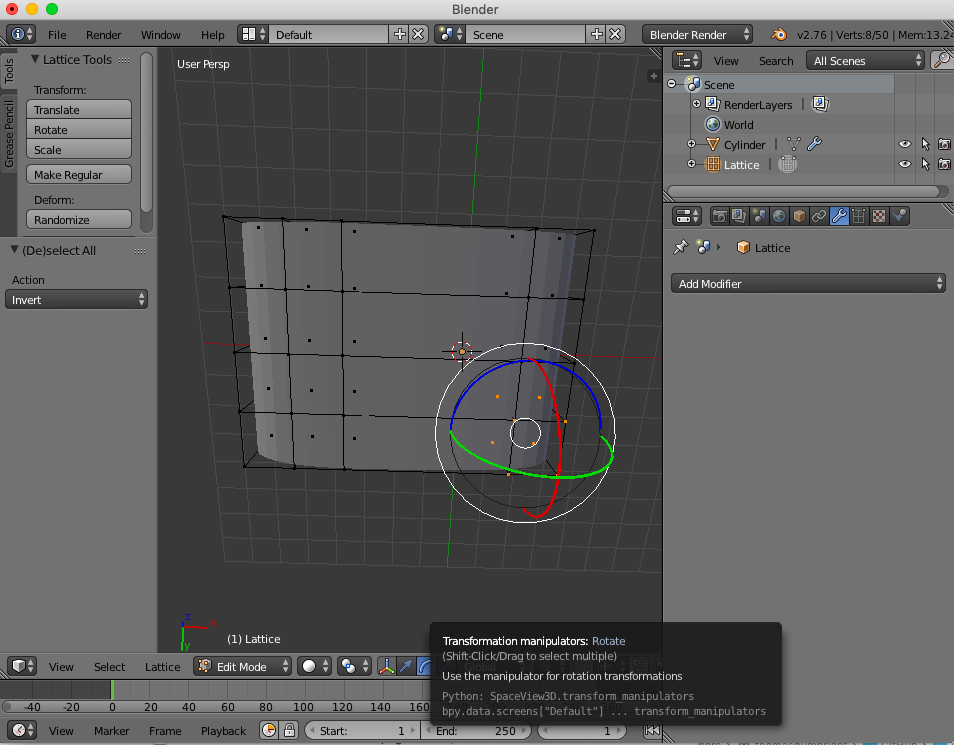 Blender
File Render Window Help Default Scene Blender Render v2.76 | Verts:8/50 | Mem:13.24
Tools
Grease Pencil
Lattice Tools
Transform:
Translate
Rotate
Scale
Make Regular
Deform:
Randomize
(De)select All
Action
Invert
User Persp
z
x
y
(1) Lattice
View Search All Scenes
Scene
RenderLayers
World
Cylinder
Lattice
Lattice
Add Modifier
View Select Lattice Edit Mode Global
Transformation manipulators: Rotate
(Shift-Click/Drag to select multiple)
Use the manipulator for rotation transformations
Python: SpaceView3D.transform_manipulators
bpy.data.screens["Default"] ... transform_manipulators
-40 -20 0 20 40 60 80 100 120 140 160
View Marker Frame Playback Start: 1 End: 250 1